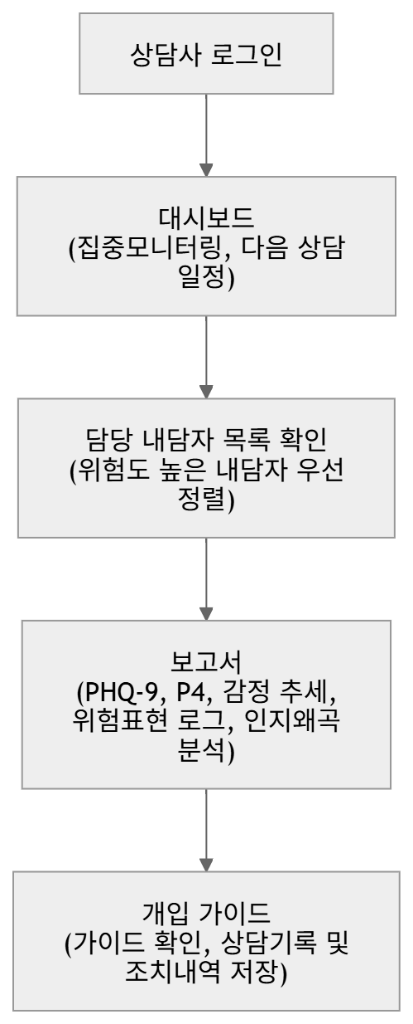 상담사 로그인
대시보드
(집중모니터링, 다음 상담
일정)
담당 내담자 목록 확인
(위험도 높은 내담자 우선
정렬)
보고서
(PHQ-9, P4, 감정 추세,
위험표현 로그, 인지왜곡
분석)
개입 가이드
(가이드 확인, 상담기록 및
조치내역 저장)